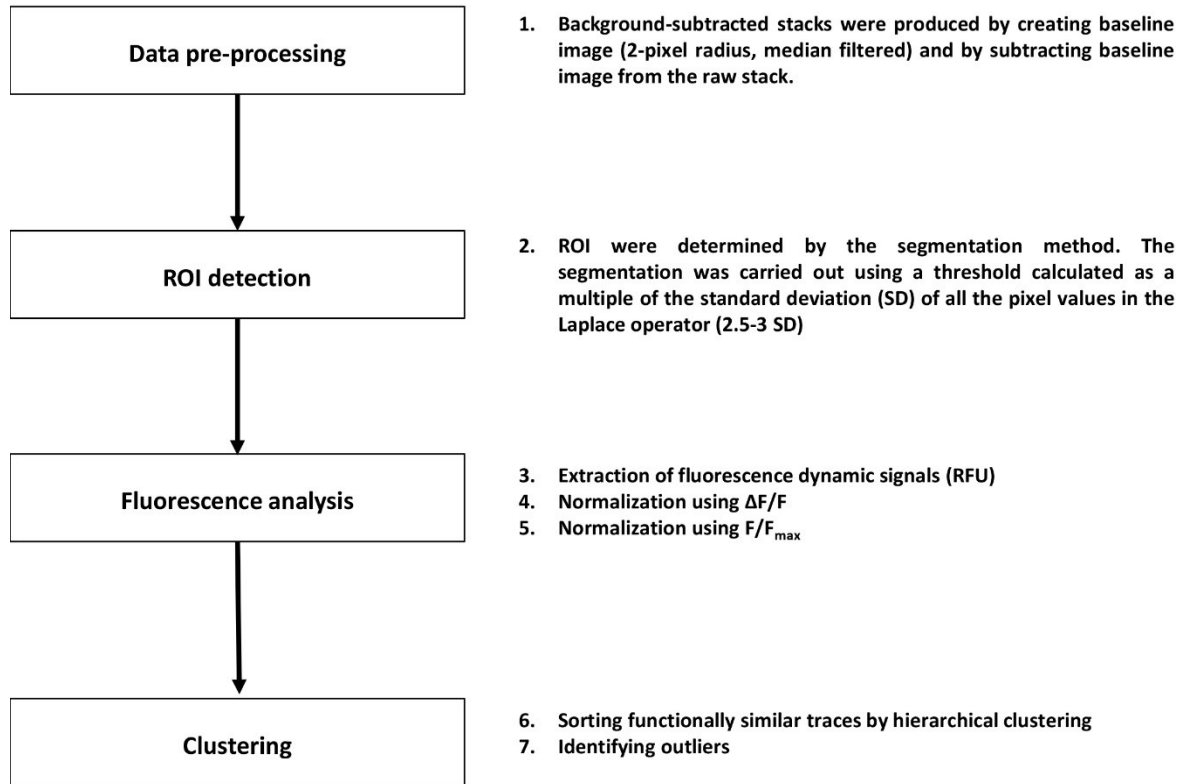 Data pre-processing
1. Background-subtracted stacks were produced by creating baseline
image (2-pixel radius, median filtered) and by subtracting baseline
image from the raw stack.
ROI detection
2. ROI were determined by the segmentation method. The
segmentation was carried out using a threshold calculated as a
multiple of the standard deviation (SD) of all the pixel values in the
Laplace operator (2.5-3 SD)
Fluorescence analysis
3. Extraction of fluorescence dynamic signals (RFU)
4. Normalization using ΔF/F
5. Normalization using F/Fmax
Clustering
6. Sorting functionally similar traces by hierarchical clustering
7. Identifying outliers